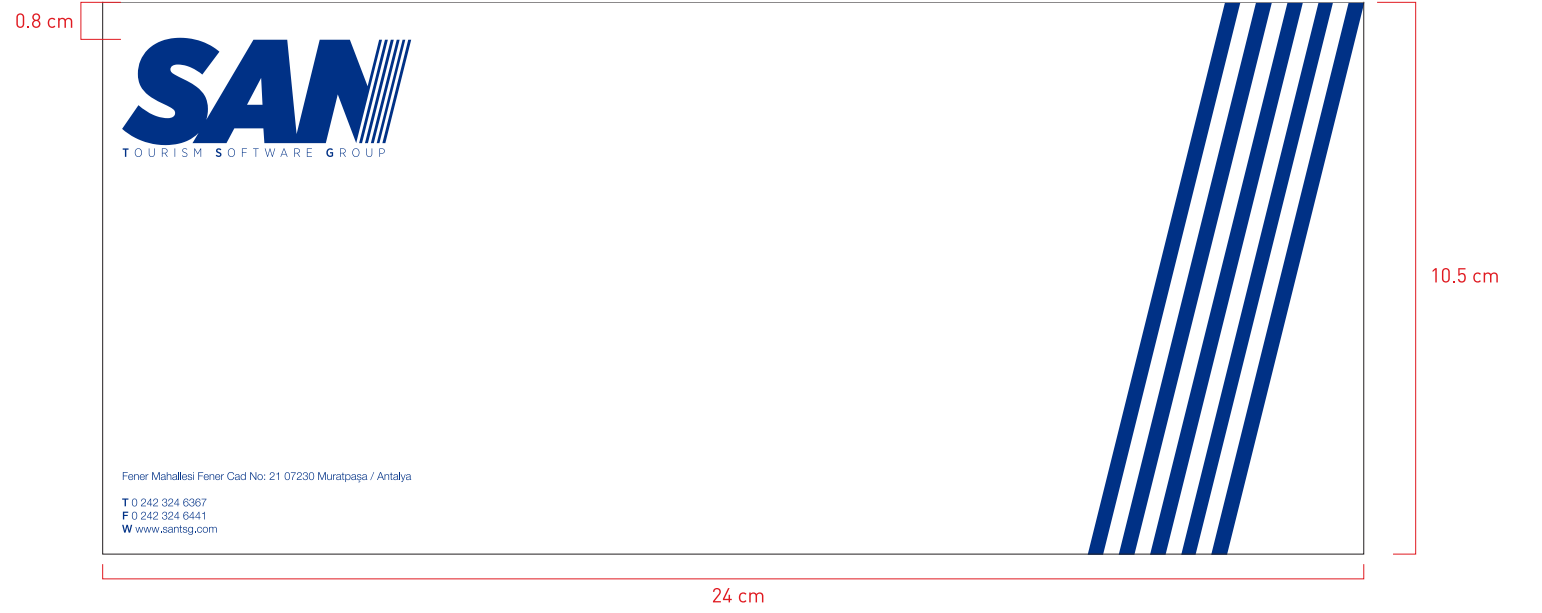 0.8 cm
SAN
TOURISM SOFTWARE GROUP
10.5 cm
Fener Mahallesi Fener Cad No: 21 07230 Muratpaşa / Antalya
T 0 242 324 6367
F 0 242 324 6441
W www.santsg.com
24 cm